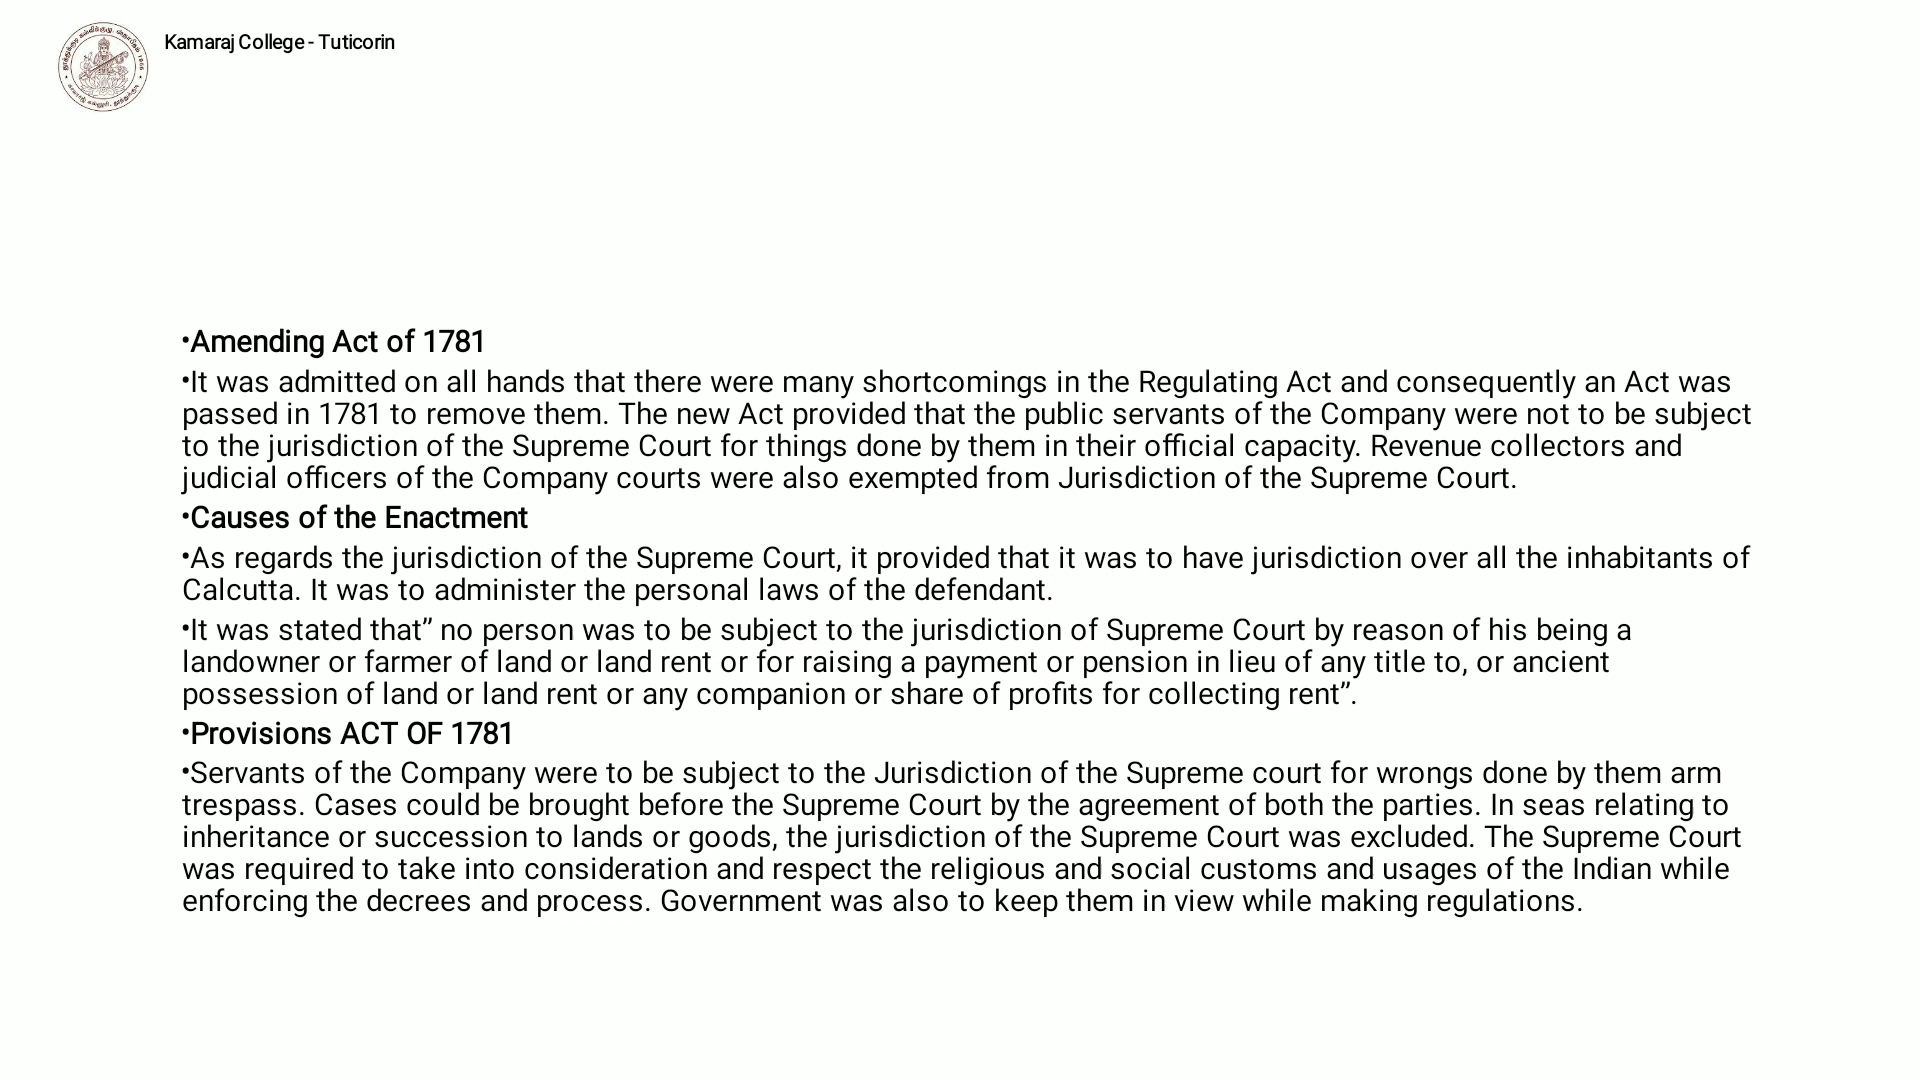 Kamaraj College - Tuticorin
•Amending Act of 1781
•It was admitted on all hands that there were many shortcomings in the Regulating Act and consequently an Act was
passed in 1781 to remove them. The new Act provided that the public servants of the Company were not to be subject
to the jurisdiction of the Supreme Court for things done by them in their official capacity. Revenue collectors and
judicial officers of the Company courts were also exempted from Jurisdiction of the Supreme Court.
•Causes of the Enactment
•As regards the jurisdiction of the Supreme Court, it provided that it was to have jurisdiction over all the inhabitants of
Calcutta. It was to administer the personal laws of the defendant.
•It was stated that” no person was to be subject to the jurisdiction of Supreme Court by reason of his being a
landowner or farmer of land or land rent or for raising a payment or pension in lieu of any title to, or ancient
possession of land or land rent or any companion or share of profits for collecting rent”.
•Provisions ACT OF 1781
•Servants of the Company were to be subject to the Jurisdiction of the Supreme court for wrongs done by them arm
trespass. Cases could be brought before the Supreme Court by the agreement of both the parties. In seas relating to
inheritance or succession to lands or goods, the jurisdiction of the Supreme Court was excluded. The Supreme Court
was required to take into consideration and respect the religious and social customs and usages of the Indian while
enforcing the decrees and process. Government was also to keep them in view while making regulations.